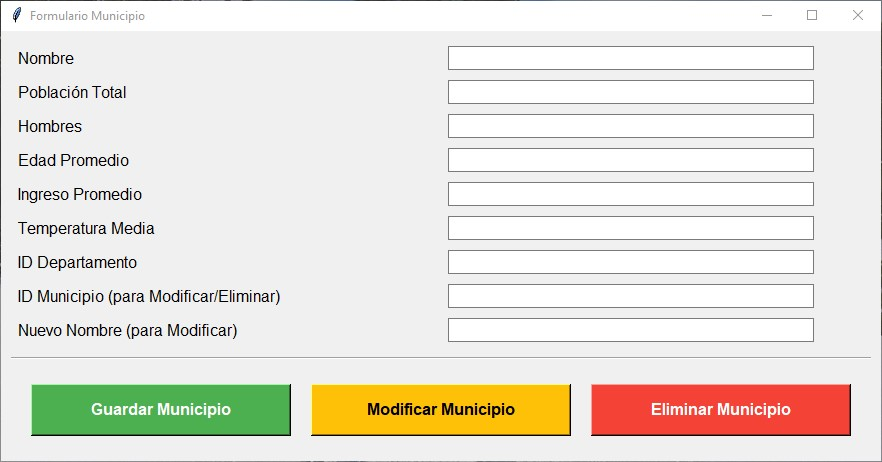 Formulario Municipio
Nombre
Población Total
Hombres
Edad Promedio
Ingreso Promedio
Temperatura Media
ID Departamento
ID Municipio (para Modificar/Eliminar)
Nuevo Nombre (para Modificar)
Guardar Municipio Modificar Municipio Eliminar Municipio